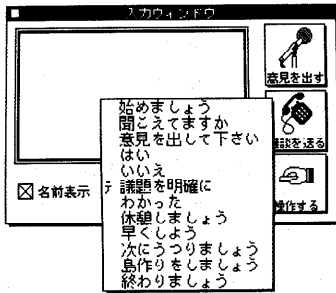 入力ウィンドウ
意見を出す
始めましょう
聞こえてますか
意見を出して下さい
はい
いいえ
議題を明確に
わかった
休憩しましょう
早くしよう
次にうつりましょう
島作りをしましょう
終わりましょう
談を送る
名前表示
操作する